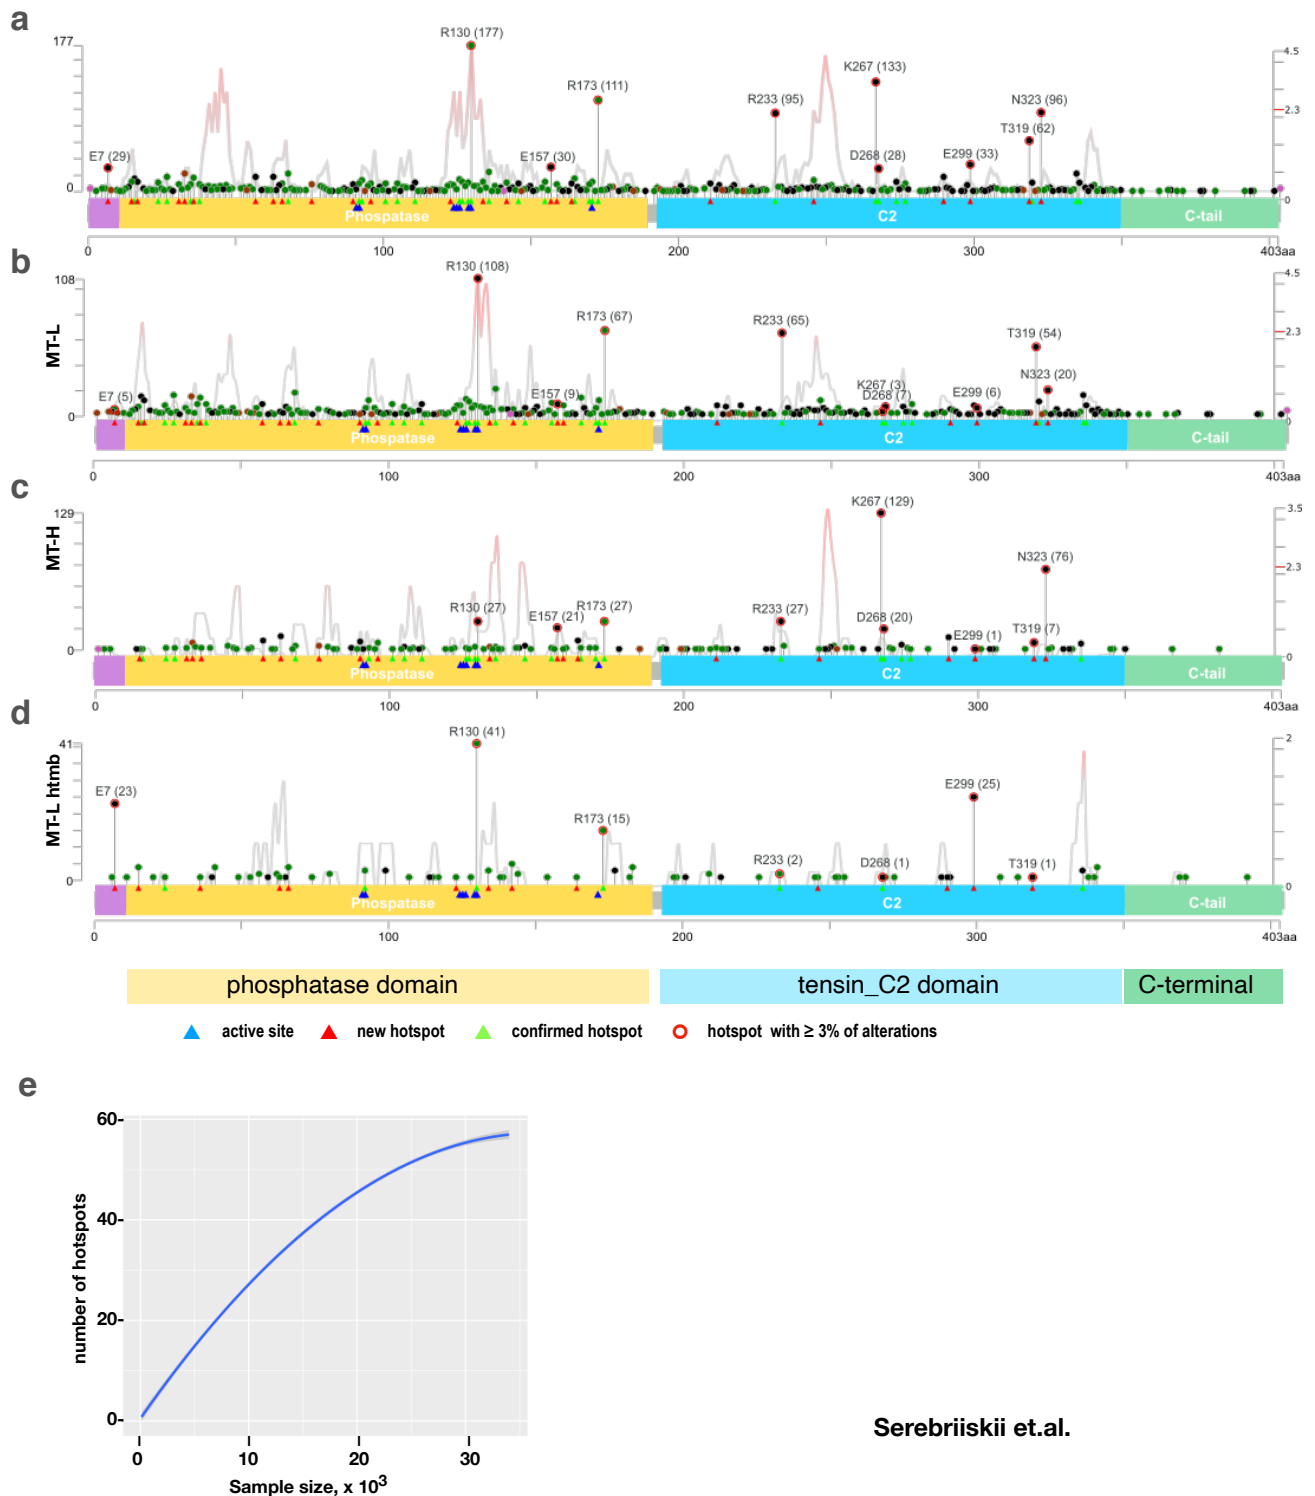 a
177
0
E7 (29)
R130 (177)
E157 (30)
R173 (111)
R233 (95)
K267 (133)
D268 (28)
E299 (33)
N323 (96)
T319 (62)
4.5
2.3
0
Phospatase
C2
C-tail
0
100
200
300
403aa
b
MT-L
108
0
E7 (5)
R130 (108)
E157 (9)
R173 (67)
R233 (65)
K267 (3)
D268 (7)
E299 (6)
T319 (54)
N323 (20)
4.5
2.3
0
Phospatase
C2
C-tail
0
100
200
300
403aa
c
MT-H
129
0
R130 (27)
E157 (21)
R173 (27)
R233 (27)
K267 (129)
D268 (20)
E299 (1)
N323 (76)
T319 (7)
3.5
2.3
0
Phospatase
C2
C-tail
0
100
200
300
403aa
d
MT-L htmb
41
0
E7 (23)
R130 (41)
R173 (15)
R233 (2)
D268 (1)
E299 (25)
T319 (1)
2
0
Phospatase
C2
C-tail
0
100
200
300
403aa
phosphatase domain
tensin_C2 domain
C-terminal
active site
new hotspot
confirmed hotspot
hotspot with ≥ 3% of alterations
e
number of hotspots
60
40
20
0
0
10
20
30
Sample size, x 10³
Serebriiskii et.al.